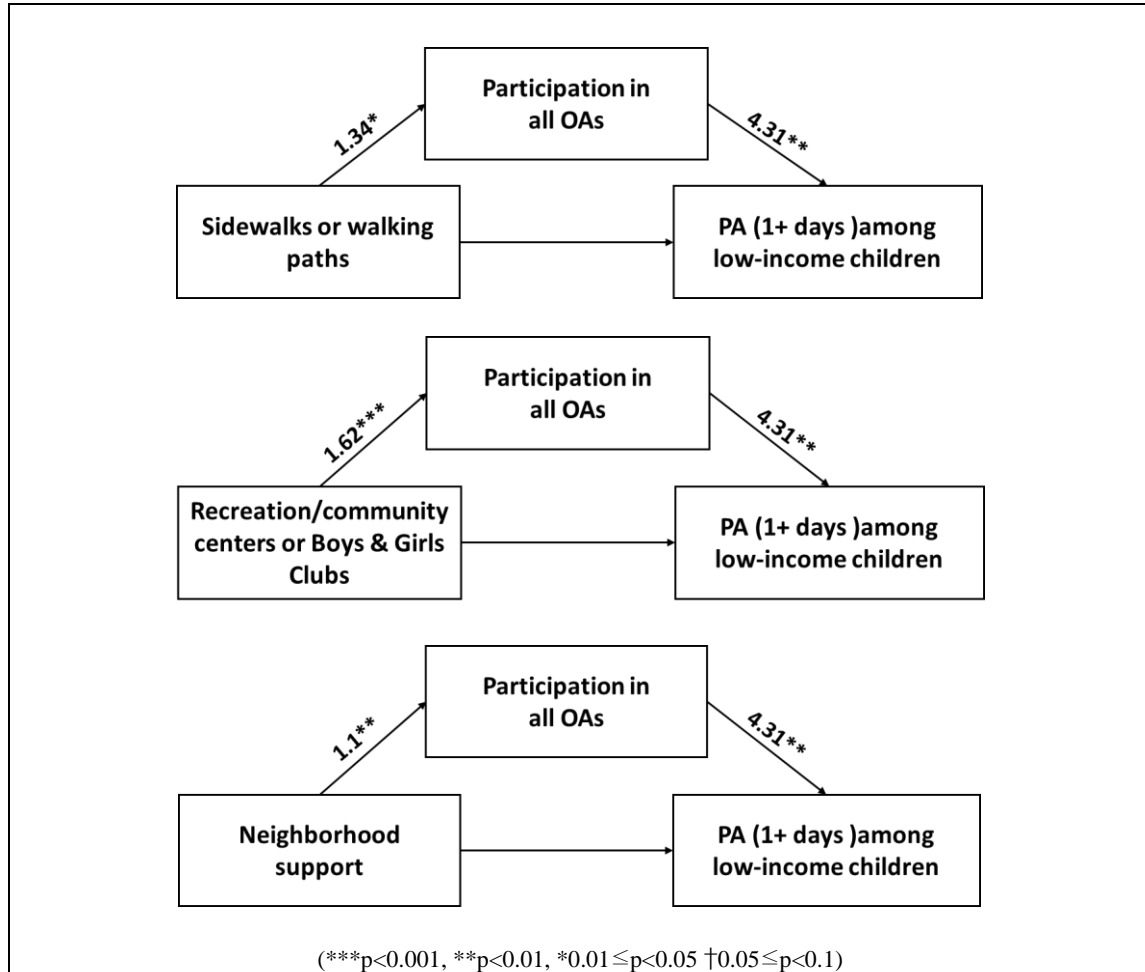 Participation in
all OAs
1.34*
4.31**
Sidewalks or walking
paths
PA (1+ days )among
low-income children
Participation in
all OAs
1.62***
4.31**
Recreation/community
centers or Boys & Girls
Clubs
PA (1+ days )among
low-income children
Participation in
all OAs
1.1**
4.31**
Neighborhood
support
PA (1+ days )among
low-income children
(***p<0.001, **p<0.01, *0.01≦p<0.05 †0.05≦p<0.1)